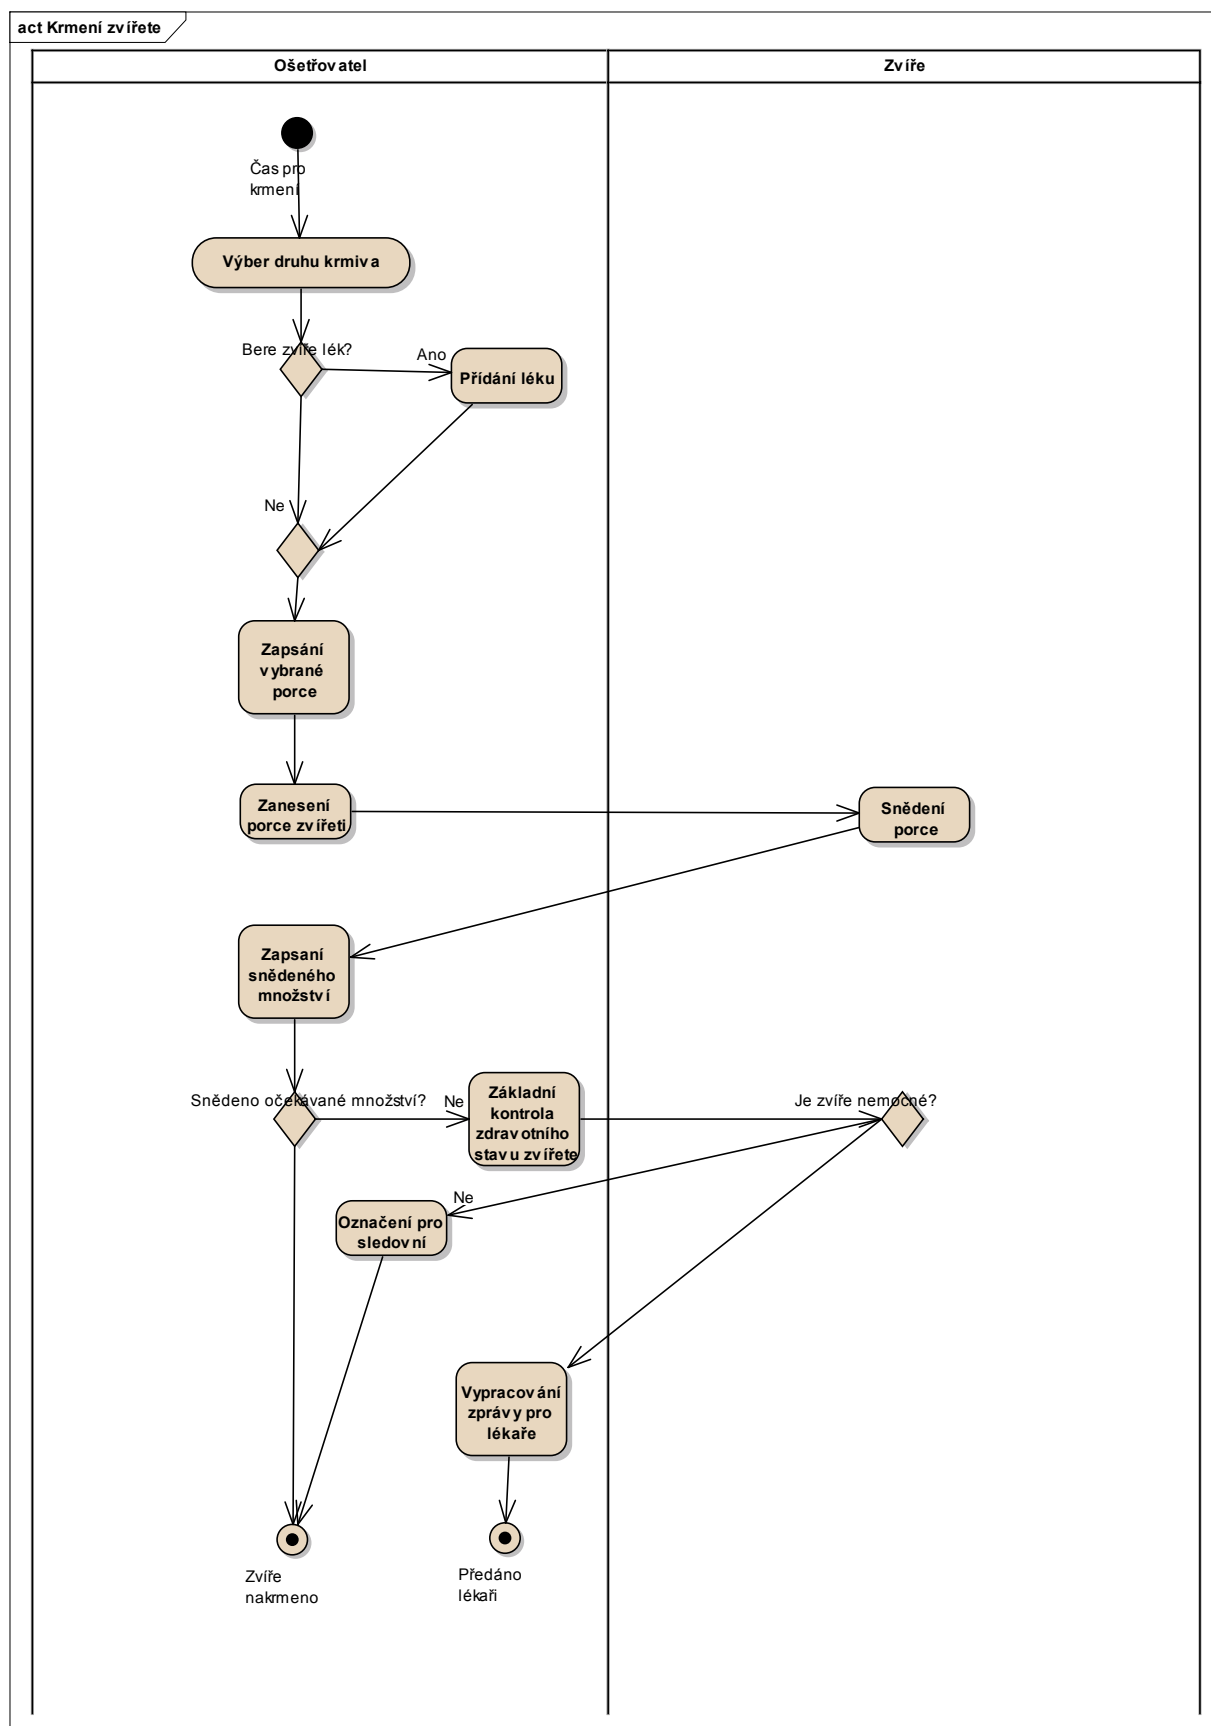 act Krmení zvířete
Ošetřovatel
Zvíře
Čas pro
krmení
Výber druhu krmiva
Bere zvíře lék?
Ano
Přídání léku
Ne
Zapsání
vybrané
porce
Zanesení
porce zvířeti
Snědení
porce
Zapsaní
snědeného
množství
Snědeno očekávané množství?
Ne
Základní
kontrola
zdravotního
stavu zvířete
Je zvíře nemocné?
Ne
Označení pro
sledovní
Vypracování
zprávy pro
lékaře
Zvíře
nakrmeno
Předáno
lékaři